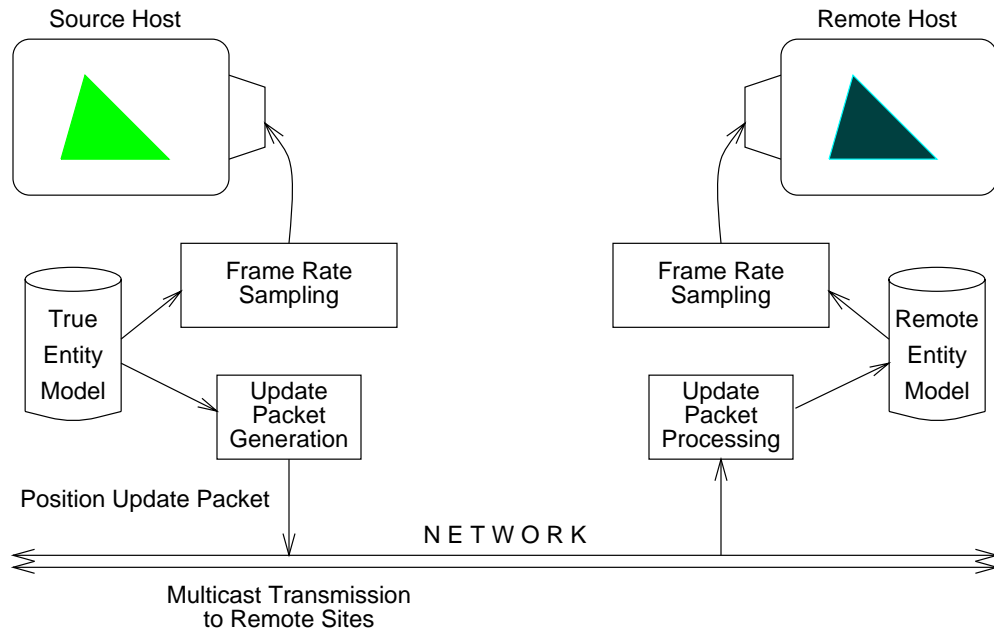 Source Host
Remote Host
Frame Rate
Sampling
Frame Rate
Sampling
True
Entity
Model
Remote
Entity
Model
Update
Packet
Generation
Update
Packet
Processing
Position Update Packet
N E T W O R K
Multicast Transmission
to Remote Sites